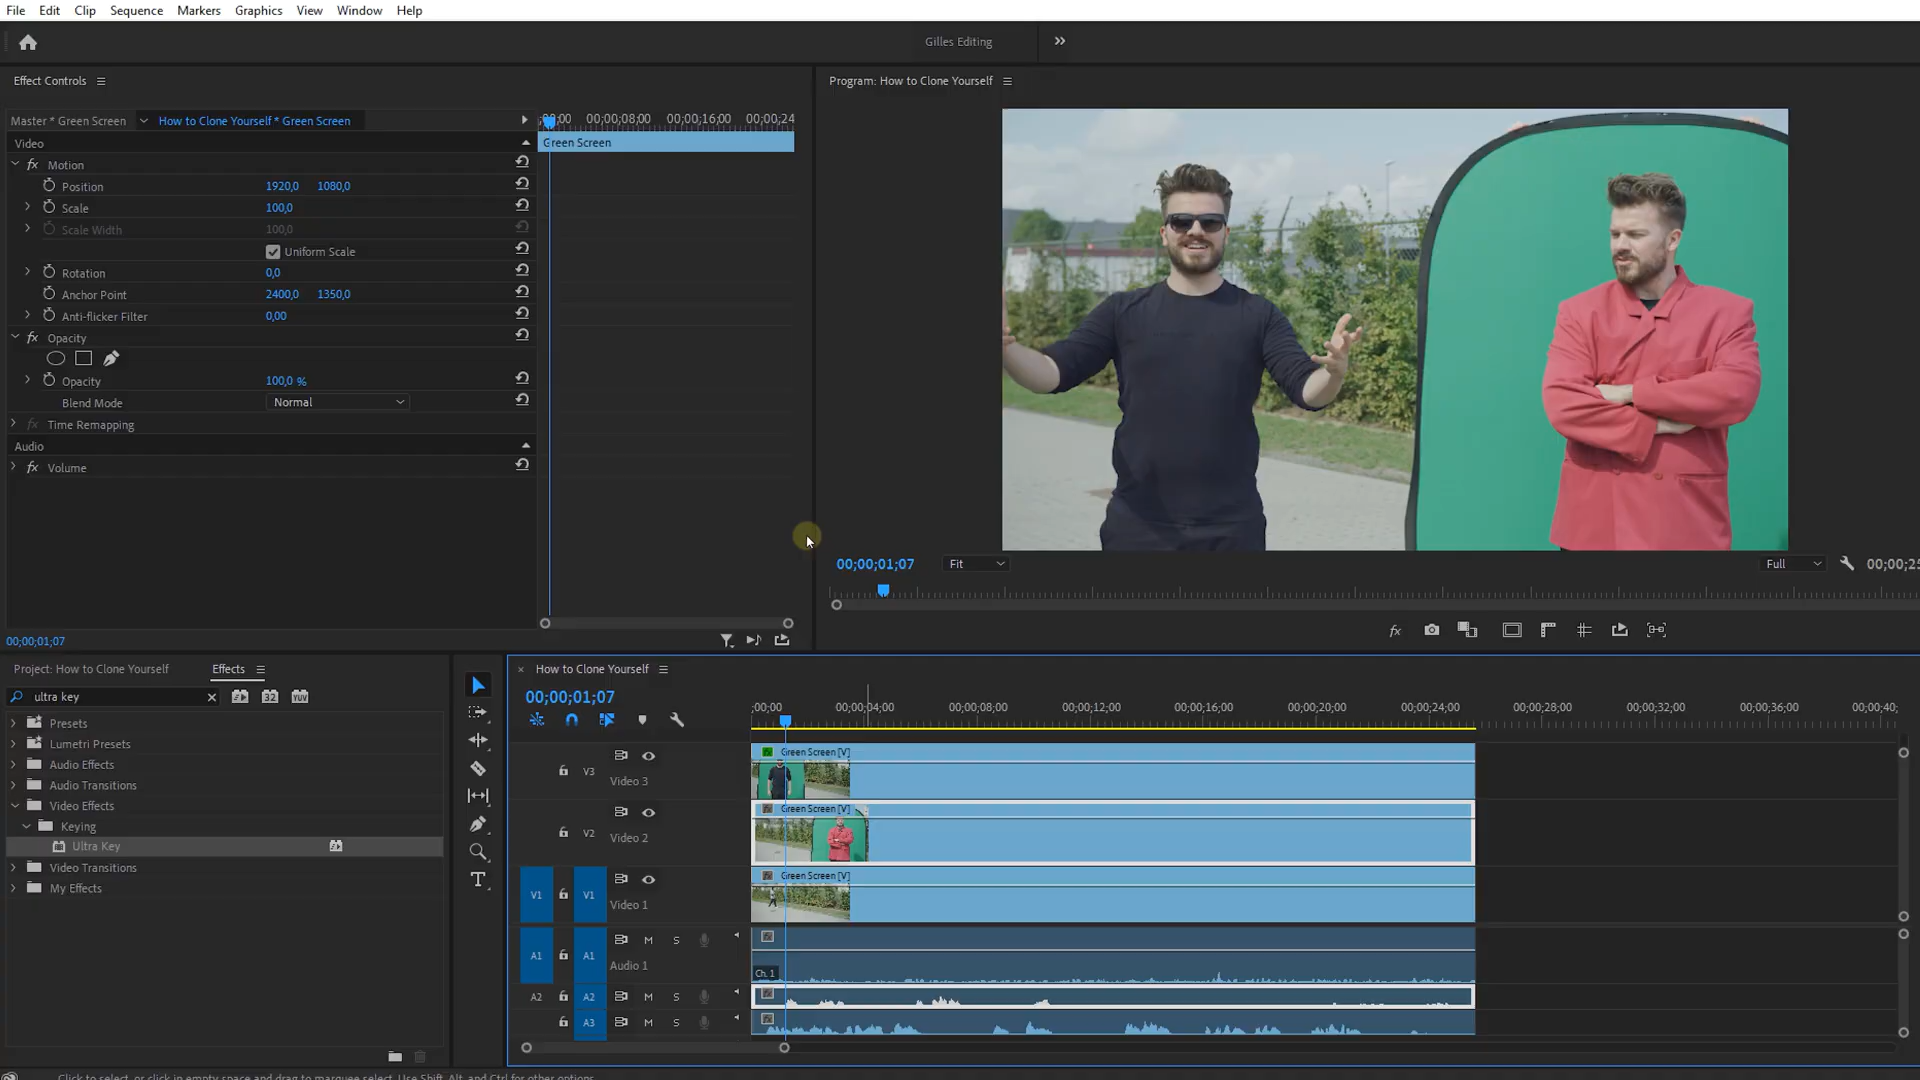 File Edit Clip Sequence Markers Graphics View Window Help
Gilles Editing
Effect Controls
Program: How to Clone Yourself
Master * Green Screen How to Clone Yourself * Green Screen
;00;00 00;00;08;00 00;00;16;00 00;00;24
Video
Green Screen
fx Motion
Position 1920,0 1080,0
Scale 100,0
Scale Width 100,0
Uniform Scale
Rotation 0,0
Anchor Point 2400,0 1350,0
Anti-flicker Filter 0,00
fx Opacity
Opacity 100,0 %
Blend Mode Normal
fx Time Remapping
Audio
fx Volume
00;00;01;07 Fit Full 00;00;25
fx
00;00;01;07
Project: How to Clone Yourself Effects
ultra key 32 YUV
Presets
Lumetri Presets
Audio Effects
Audio Transitions
Video Effects
Keying
Ultra Key
Video Transitions
My Effects
T
How to Clone Yourself
00;00;01;07
;00;00 00;00;04;00 00;00;08;00 00;00;12;00 00;00;16;00 00;00;20;00 00;00;24;00 00;00;28;00 00;00;32;00 00;00;36;00 00;00;40;
V3 Video 3 Green Screen [V]
V2 Video 2 Green Screen [V]
V1 V1 Video 1 Green Screen [V]
A1 A1 M S Audio 1
Ch. 1
A2 A2 M S
A3 M S
Click to select, or click in empty space and drag to marquee select. Use Shift, Alt, and Ctrl for other options.